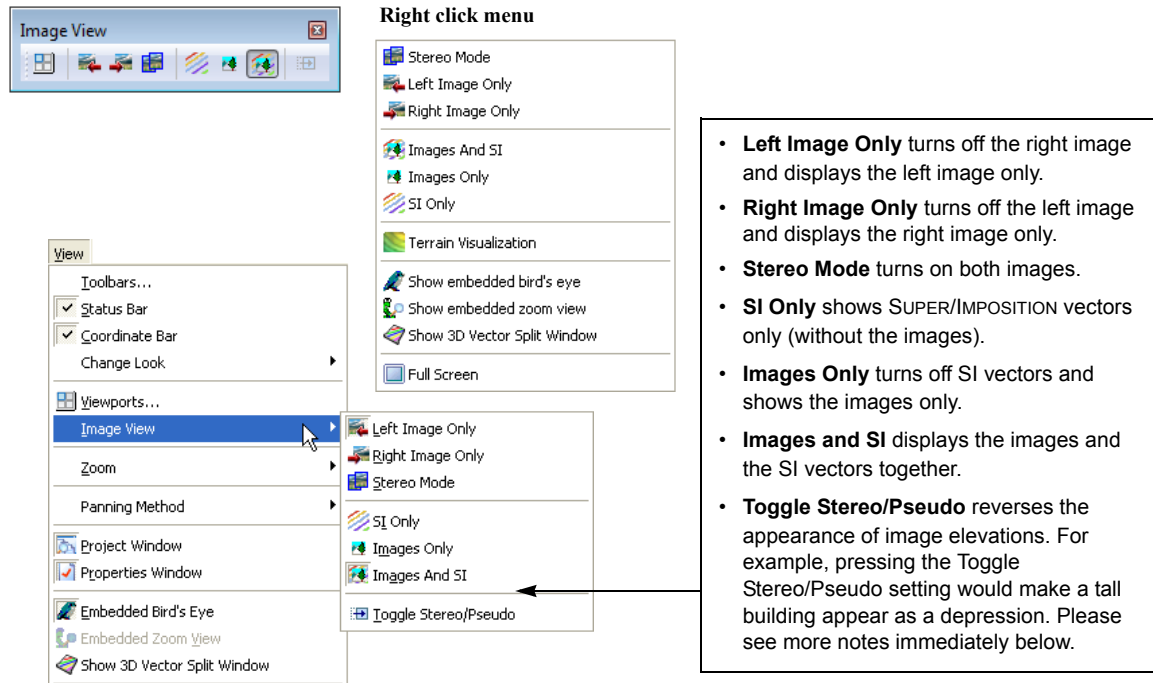 Image View
Right click menu
Stereo Mode
Left Image Only
Right Image Only
Images And SI
Images Only
SI Only
Terrain Visualization
Show embedded bird's eye
Show embedded zoom view
Show 3D Vector Split Window
Full Screen
View
Toolbars...
Status Bar
Coordinate Bar
Change Look
Viewports...
Image View
Zoom
Panning Method
Project Window
Properties Window
Embedded Bird's Eye
Embedded Zoom View
Show 3D Vector Split Window
Left Image Only
Right Image Only
Stereo Mode
SI Only
Images Only
Images And SI
Toggle Stereo/Pseudo
• Left Image Only turns off the right image
and displays the left image only.
• Right Image Only turns off the left image
and displays the right image only.
• Stereo Mode turns on both images.
• SI Only shows SUPER/IMPOSITION vectors
only (without the images).
• Images Only turns off SI vectors and
shows the images only.
• Images and SI displays the images and
the SI vectors together.
• Toggle Stereo/Pseudo reverses the
appearance of image elevations. For
example, pressing the Toggle
Stereo/Pseudo setting would make a tall
building appear as a depression. Please
see more notes immediately below.